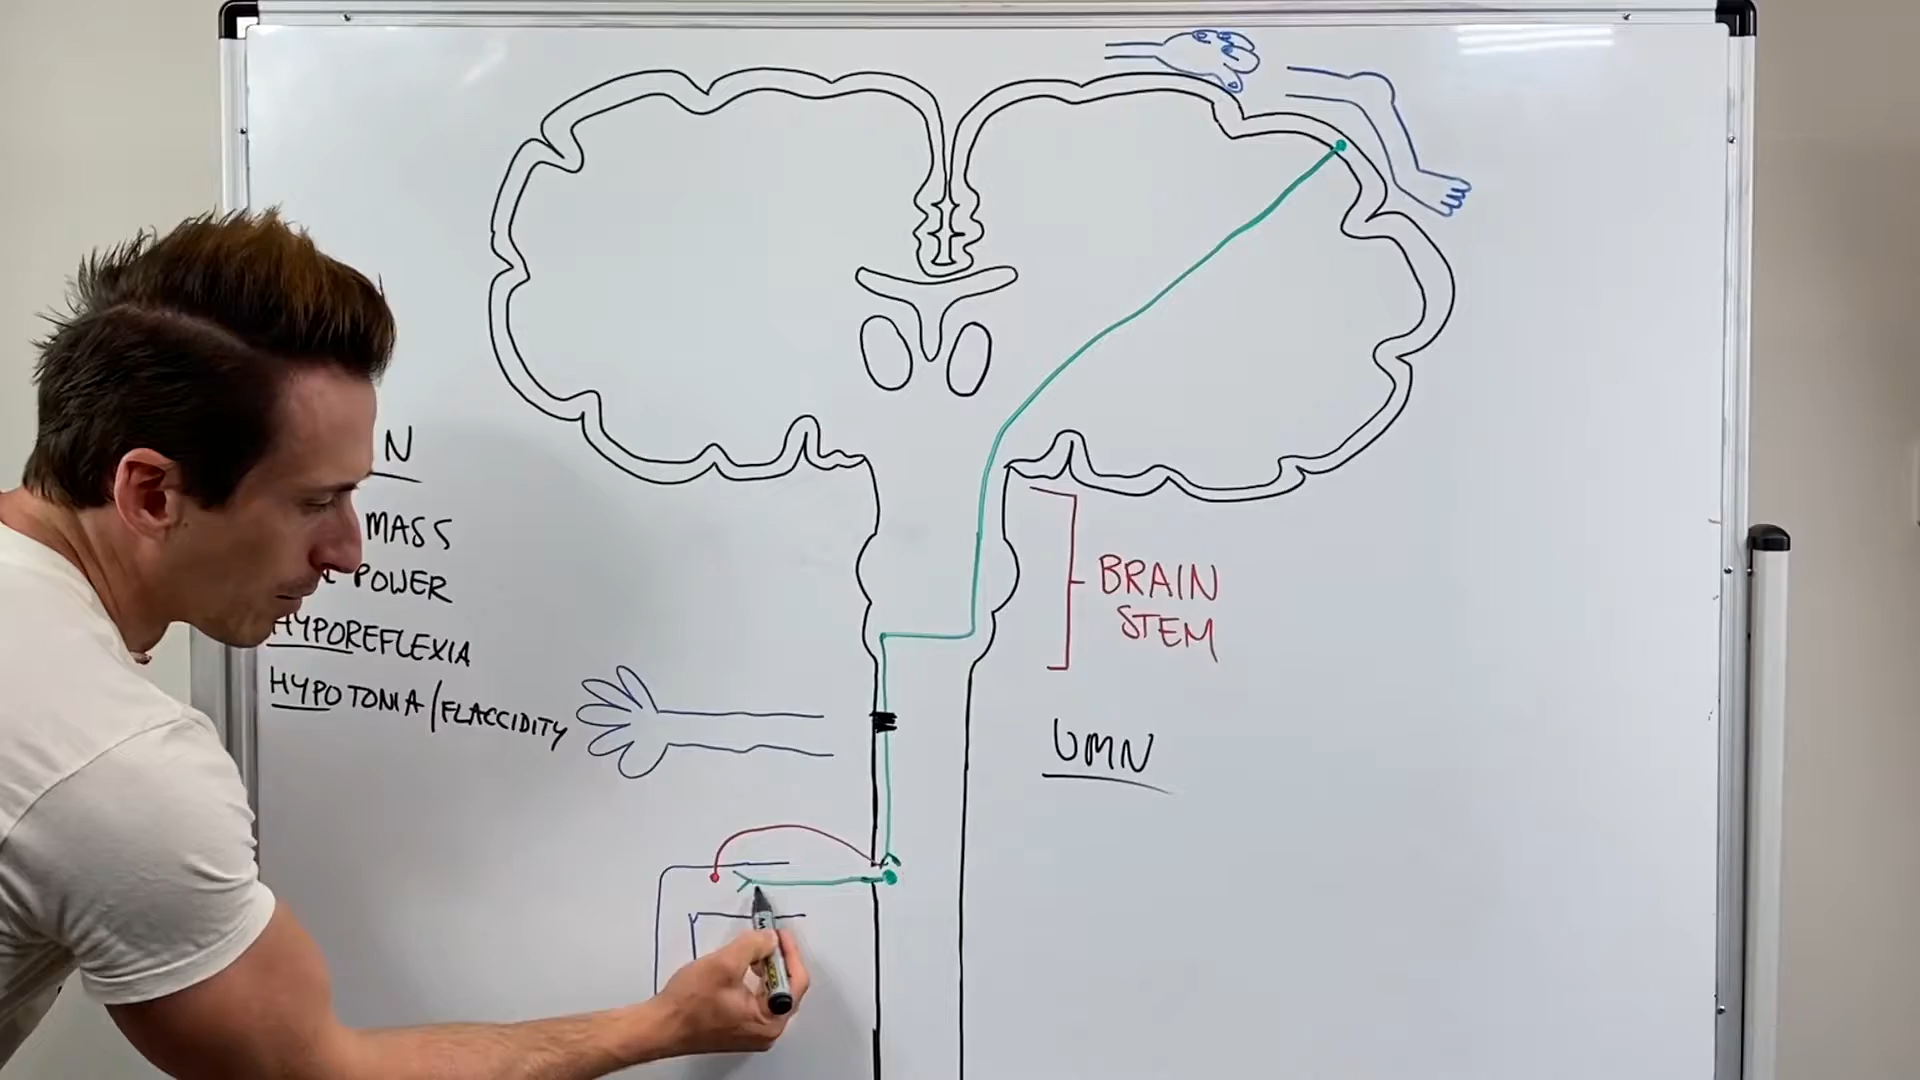 N
MASS
POWER
HYPOREFLEXIA
HYPOTONIA/FLACCIDITY
BRAIN
STEM
UMN